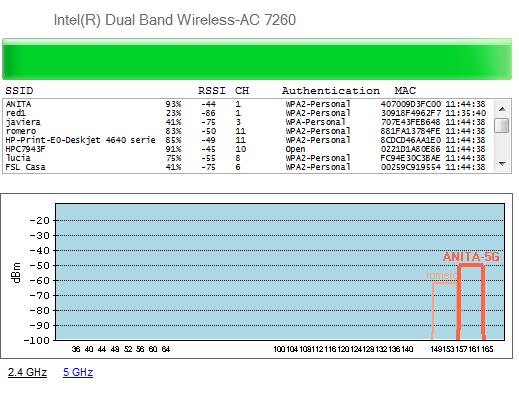 Intel(R) Dual Band Wireless-AC 7260
SSID RSSI CH Authentication MAC
ANITA 93% -44 1 WPA2-Personal 407009D3FC00 11:44:38
red1 23% -86 1 WPA2-Personal 30918F4962F7 11:35:40
javiera 41% -75 3 WPA-Personal 707E43FEB648 11:44:38
romero 83% -50 11 WPA2-Personal 881FA13784FE 11:44:38
HP-Print-E0-Deskjet 4640 serie 85% -49 11 WPA2-Personal 8CDCD46AA1E0 11:44:38
HPC7943F 91% -45 10 Open 0221D1A80E86 11:44:38
lucia 75% -55 8 WPA2-Personal FC94E30C3BAE 11:44:38
FSL Casa 41% -75 6 WPA2-Personal 00259C919554 11:44:38
dBm
-20
-30
-40
-50
-60
-70
-80
-90
-100
ANITA-5G
romero
36 40 44 48 52 56 60 64 100 104 108 112 116 120 124 128 132 136 140 149 153 157 161 165
2.4 GHz 5 GHz